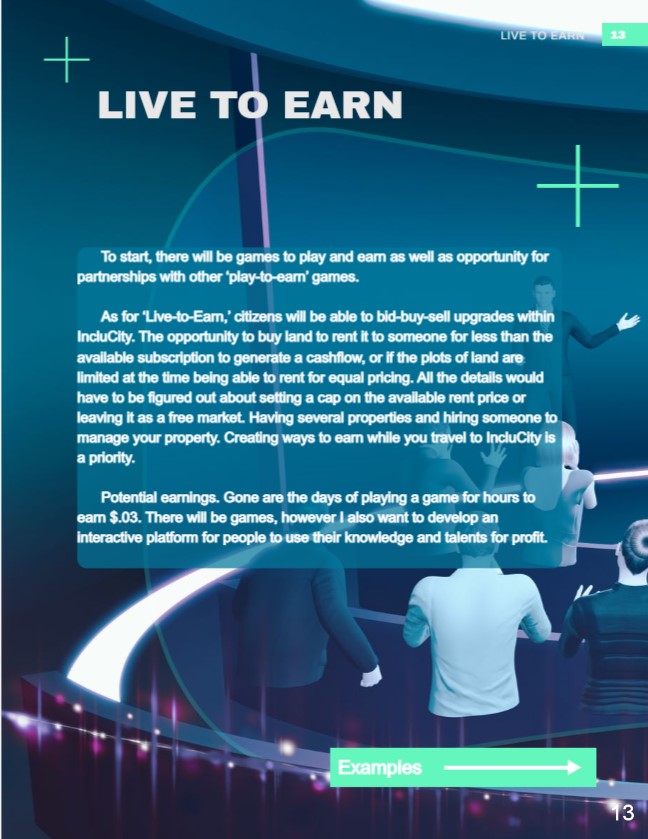 LIVE TO EARN
13
LIVE TO EARN
To start, there will be games to play and earn as well as opportunity for
partnerships with other ‘play-to-earn’ games.
As for ‘Live-to-Earn,’ citizens will be able to bid-buy-sell upgrades within
IncluCity. The opportunity to buy land to rent it to someone for less than the
available subscription to generate a cashflow, or if the plots of land are
limited at the time being able to rent for equal pricing. All the details would
have to be figured out about setting a cap on the available rent price or
leaving it as a free market. Having several properties and hiring someone to
manage your property. Creating ways to earn while you travel to IncluCity is
a priority.
Potential earnings. Gone are the days of playing a game for hours to
earn $.03. There will be games, however I also want to develop an
interactive platform for people to use their knowledge and talents for profit.
Examples
13